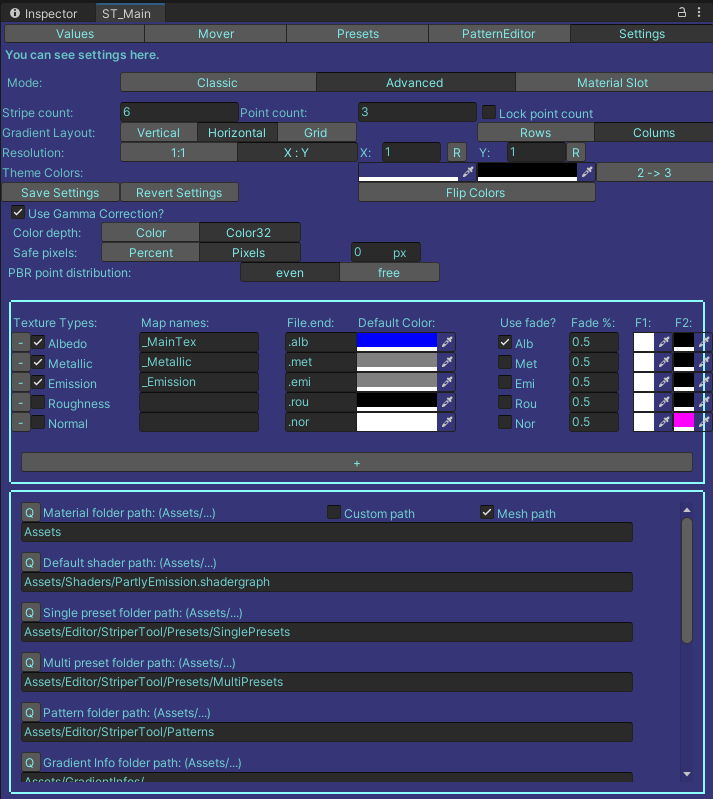 Inspector ST_Main
Values Mover Presets PatternEditor Settings
You can see settings here.
Mode: Classic Advanced Material Slot
Stripe count: 6 Point count: 3 Lock point count
Gradient Layout: Vertical Horizontal Grid Rows Colums
Resolution: 1:1 X : Y X: 1 R Y: 1 R
Theme Colors: 2 -> 3
Save Settings Revert Settings Flip Colors
Use Gamma Correction?
Color depth: Color Color32
Safe pixels: Percent Pixels 0 px
PBR point distribution: even free
Texture Types: Map names: File.end: Default Color: Use fade? Fade %: F1: F2:
- Albedo _MainTex .alb Alb 0.5
- Metallic _Metallic .met Met 0.5
- Emission _Emission .emi Emi 0.5
- Roughness .rou Rou 0.5
- Normal .nor Nor 0.5
+
Q Material folder path: (Assets/...) Custom path Mesh path
Assets
Q Default shader path: (Assets/...)
Assets/Shaders/PartlyEmission.shadergraph
Q Single preset folder path: (Assets/...)
Assets/Editor/StriperTool/Presets/SinglePresets
Q Multi preset folder path: (Assets/...)
Assets/Editor/StriperTool/Presets/MultiPresets
Q Pattern folder path: (Assets/...)
Assets/Editor/StriperTool/Patterns
Q Gradient Info folder path: (Assets/...)
Assets/GradientInfos/